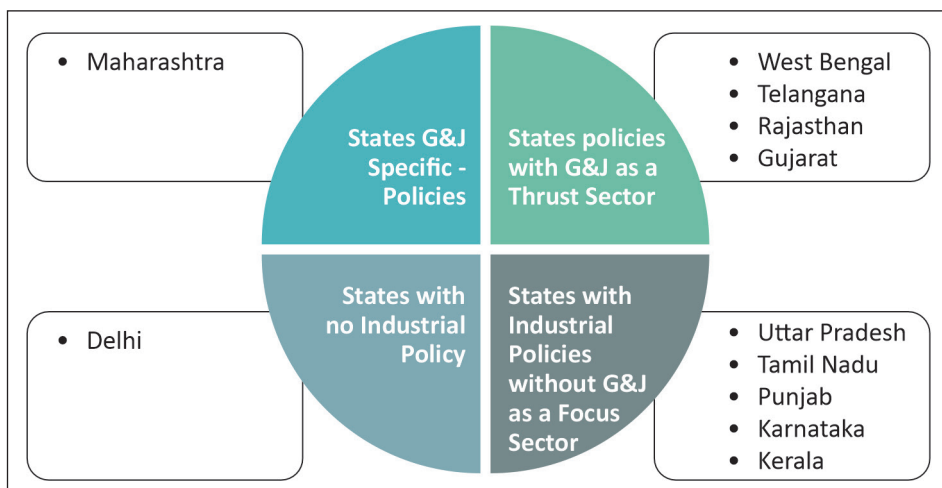 • Maharashtra
States G&J
Specific -
Policies
States policies
with G&J as a
Thrust Sector
• West Bengal
• Telangana
• Rajasthan
• Gujarat
• Delhi
States with
no Industrial
Policy
States with
Industrial
Policies
without G&J
as a Focus
Sector
• Uttar Pradesh
• Tamil Nadu
• Punjab
• Karnataka
• Kerala